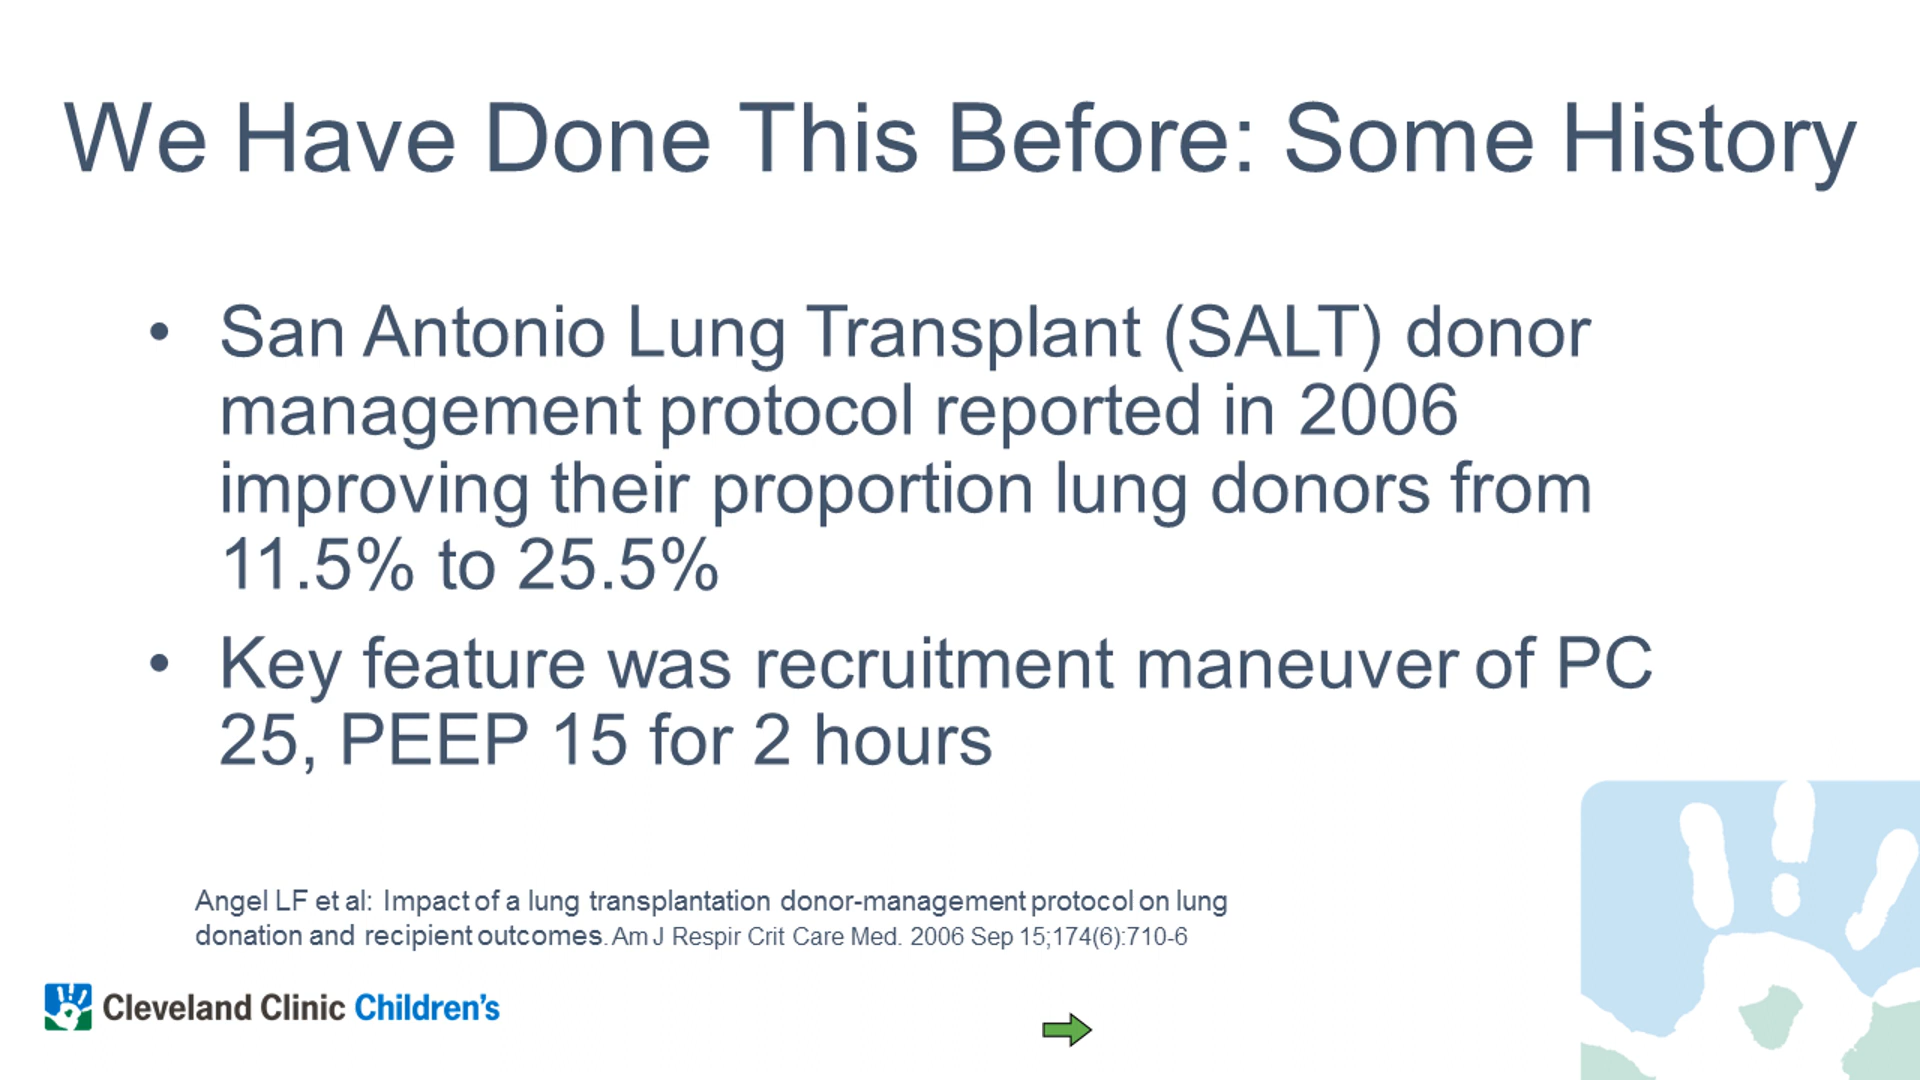 We Have Done This Before: Some History
• San Antonio Lung Transplant (SALT) donor
management protocol reported in 2006
improving their proportion lung donors from
11.5% to 25.5%
• Key feature was recruitment maneuver of PC
25, PEEP 15 for 2 hours
Angel LF et al: Impact of a lung transplantation donor-management protocol on lung
donation and recipient outcomes. Am J Respir Crit Care Med. 2006 Sep 15;174(6):710-6
Cleveland Clinic Children's